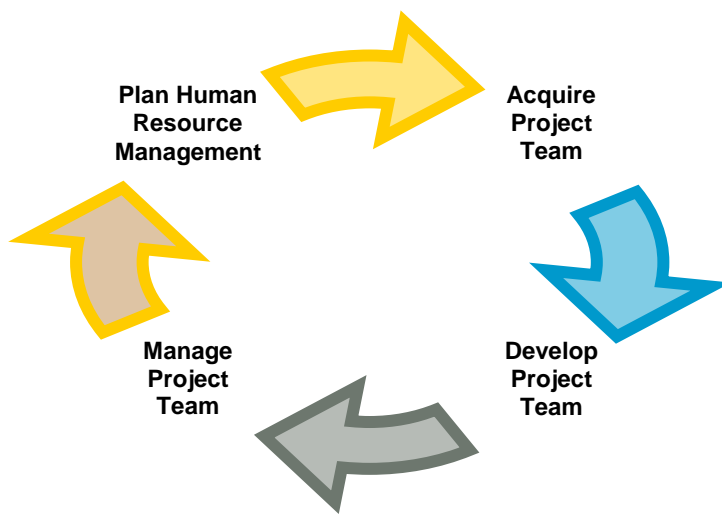 Plan Human
Resource
Management
Acquire
Project
Team
Develop
Project
Team
Manage
Project
Team